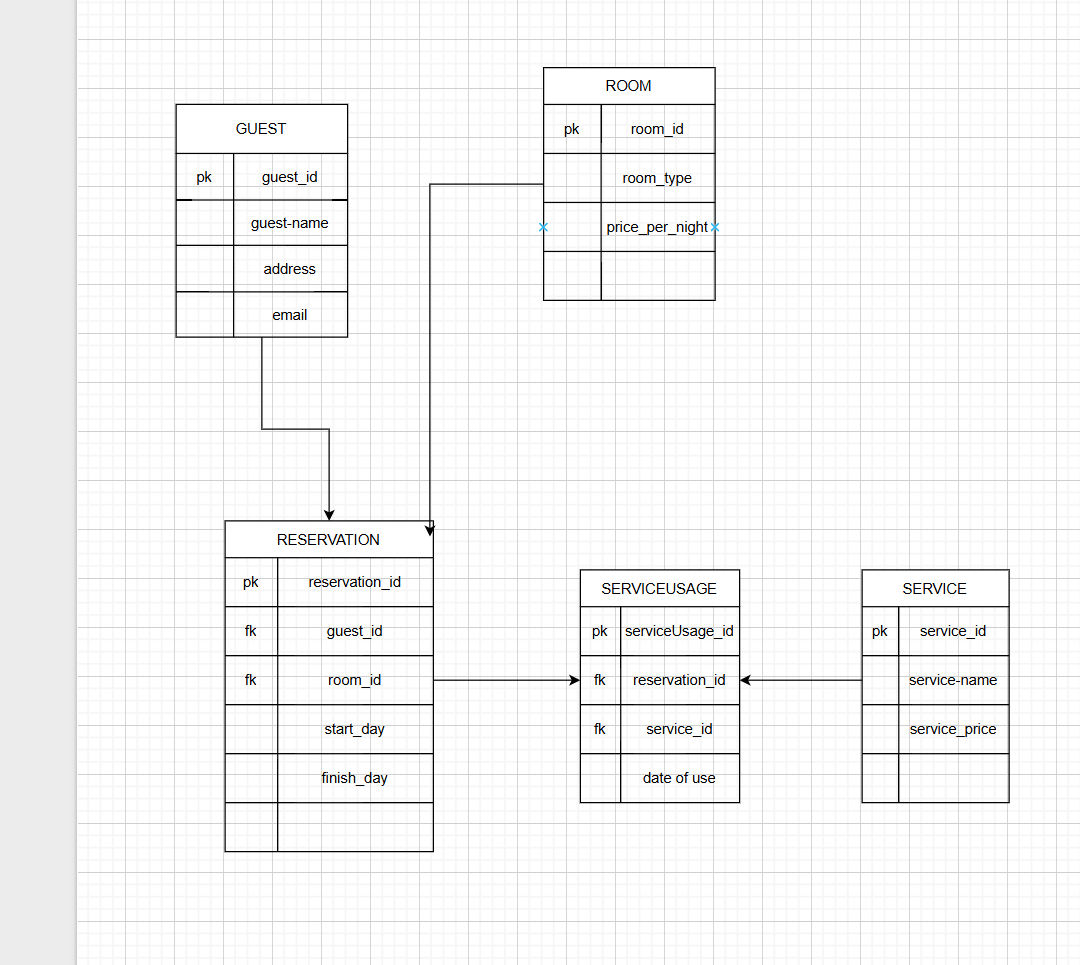 GUEST
pk guest_id
guest-name
address
email
ROOM
pk room_id
room_type
price_per_night
RESERVATION
pk reservation_id
fk guest_id
fk room_id
start_day
finish_day
SERVICEUSAGE
pk serviceUsage_id
fk reservation_id
fk service_id
date of use
SERVICE
pk service_id
service-name
service_price